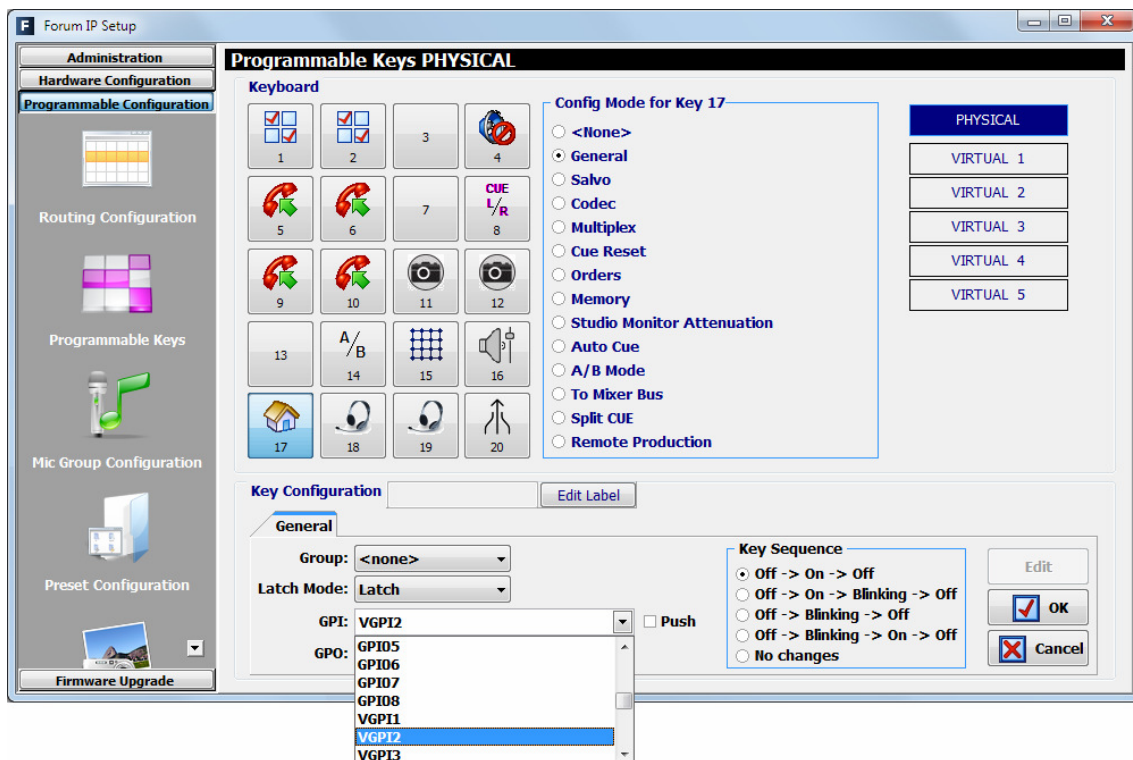 Forum IP Setup
Administration
Hardware Configuration
Programmable Configuration
Routing Configuration
Programmable Keys
Mic Group Configuration
Preset Configuration
Firmware Upgrade
Programmable Keys PHYSICAL
Keyboard
1
2
3
4
5
6
7
CUE
L/R
8
9
10
11
12
13
A/B
14
15
16
17
18
19
20
Config Mode for Key 17
<None>
General
Salvo
Codec
Multiplex
Cue Reset
Orders
Memory
Studio Monitor Attenuation
Auto Cue
A/B Mode
To Mixer Bus
Split CUE
Remote Production
PHYSICAL
VIRTUAL 1
VIRTUAL 2
VIRTUAL 3
VIRTUAL 4
VIRTUAL 5
Key Configuration
Edit Label
General
Group: <none>
Latch Mode: Latch
GPI: VGPI2
Push
GPO:
GPI05
GPI06
GPI07
GPI08
VGPI1
VGPI2
VGPI3
Key Sequence
Off -> On -> Off
Off -> On -> Blinking -> Off
Off -> Blinking -> Off
Off -> Blinking -> On -> Off
No changes
Edit
OK
Cancel